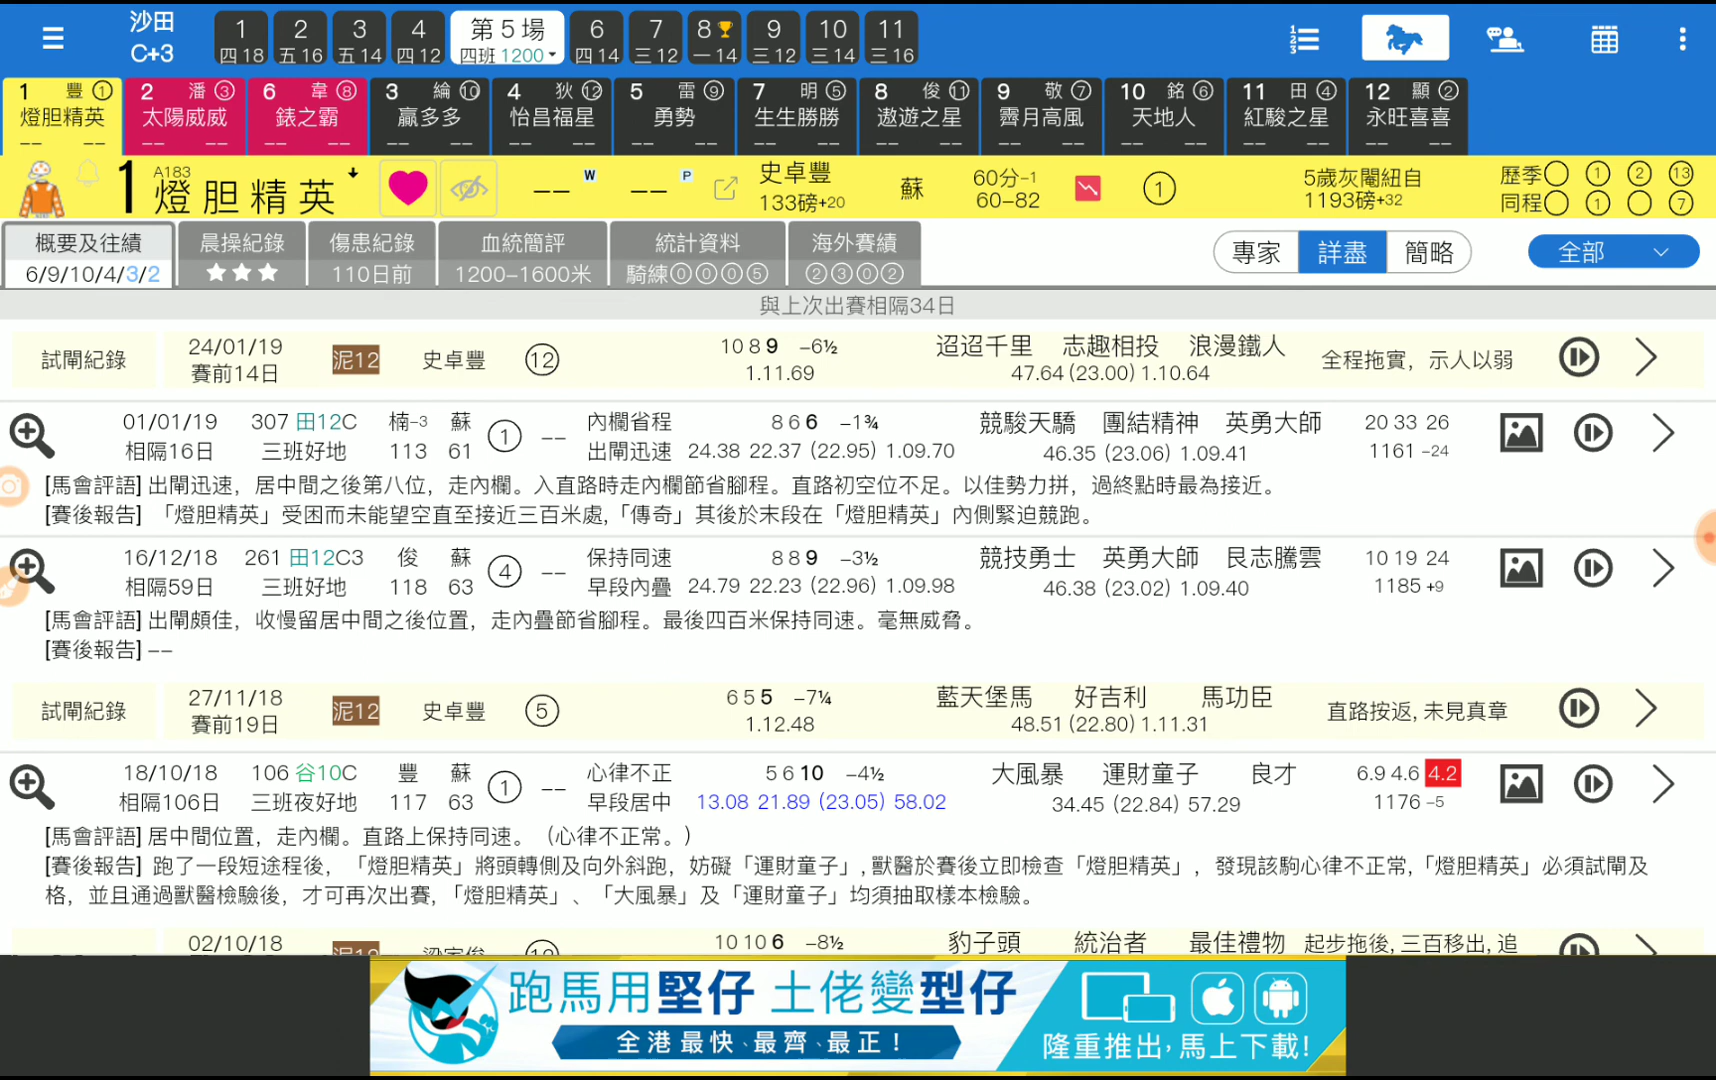 沙田
C+3
1 四 18
2 五 16
3 五 14
4 四 12
第 5 場 四班 1200
6 四 14
7 三 12
8 一 14
9 三 12
10 三 14
11 三 16
1 豐 ① 燈胆精英 -- --
2 潘 ③ 太陽威威 -- --
6 韋 ⑧ 錶之霸 -- --
3 綸 ⑩ 贏多多 -- --
4 狄 ⑫ 怡昌福星 -- --
5 雷 ⑨ 勇勢 -- --
7 明 ⑤ 生生勝勝 -- --
8 俊 ⑪ 遨遊之星 -- --
9 敬 ⑦ 霽月高風 -- --
10 銘 ⑥ 天地人 -- --
11 田 ④ 紅駿之星 -- --
12 顯 ② 永旺喜喜 -- --
1 A183 燈胆精英 -- W -- P
史卓豐 133磅+20
蘇
60分-1 60-82
①
5歲灰閹紐自 1193磅+32
歷季 ○ ① ② ⑬
同程 ○ ① ○ ⑦
概要及往績 6/9/10/4/3/2
晨操紀錄 ★★★
傷患紀錄 110日前
血統簡評 1200-1600米
統計資料 騎練⓪⓪⓪⑤
海外賽績 ②③⓪②
專家 詳盡 簡略 全部
與上次出賽相隔34日
試閘紀錄 24/01/19 泥12 史卓豐 ⑫ 10 8 9 -6½ 迢迢千里 志趣相投 浪漫鐵人 全程拖實，示人以弱
賽前14日 1.11.69 47.64 (23.00) 1.10.64
01/01/19 307 田12C 楠-3 蘇 ① -- 內欄省程 8 6 6 -1¾ 競駿天驕 團結精神 英勇大師 20 33 26
相隔16日 三班好地 113 61 出閘迅速 24.38 22.37 (22.95) 1.09.70 46.35 (23.06) 1.09.41 1161 -24
[馬會評語] 出閘迅速，居中間之後第八位，走內欄。入直路時走內欄節省腳程。直路初空位不足。以佳勢力拼，過終點時最為接近。
[賽後報告] 「燈胆精英」受困而未能望空直至接近三百米處,「傳奇」其後於末段在「燈胆精英」內側緊迫競跑。
16/12/18 261 田12C3 俊 蘇 ④ -- 保持同速 8 8 9 -3½ 競技勇士 英勇大師 艮志騰雲 10 19 24
相隔59日 三班好地 118 63 早段內疊 24.79 22.23 (22.96) 1.09.98 46.38 (23.02) 1.09.40 1185 +9
[馬會評語] 出閘頗佳，收慢留居中間之後位置，走內疊節省腳程。最後四百米保持同速。毫無威脅。
[賽後報告] --
試閘紀錄 27/11/18 泥12 史卓豐 ⑤ 6 5 5 -7¼ 藍天堡馬 好吉利 馬功臣 直路按返, 未見真章
賽前19日 1.12.48 48.51 (22.80) 1.11.31
18/10/18 106 谷10C 豐 蘇 ① -- 心律不正 5 6 10 -4½ 大風暴 運財童子 良才 6.9 4.6 4.2
相隔106日 三班夜好地 117 63 早段居中 13.08 21.89 (23.05) 58.02 34.45 (22.84) 57.29 1176 -5
[馬會評語] 居中間位置，走內欄。直路上保持同速。（心律不正常。）
[賽後報告] 跑了一段短途程後，「燈胆精英」將頭轉側及向外斜跑，妨礙「運財童子」,獸醫於賽後立即檢查「燈胆精英」，發現該駒心律不正常,「燈胆精英」必須試閘及
格，並且通過獸醫檢驗後，才可再次出賽,「燈胆精英」、「大風暴」及「運財童子」均須抽取樣本檢驗。
02/10/18 10 10 6 -8½ 豹子頭 統治者 最佳禮物 起步拖後, 三百移出, 追
跑馬用堅仔 土佬變型仔
全港最快、最齊、最正！
隆重推出，馬上下載！